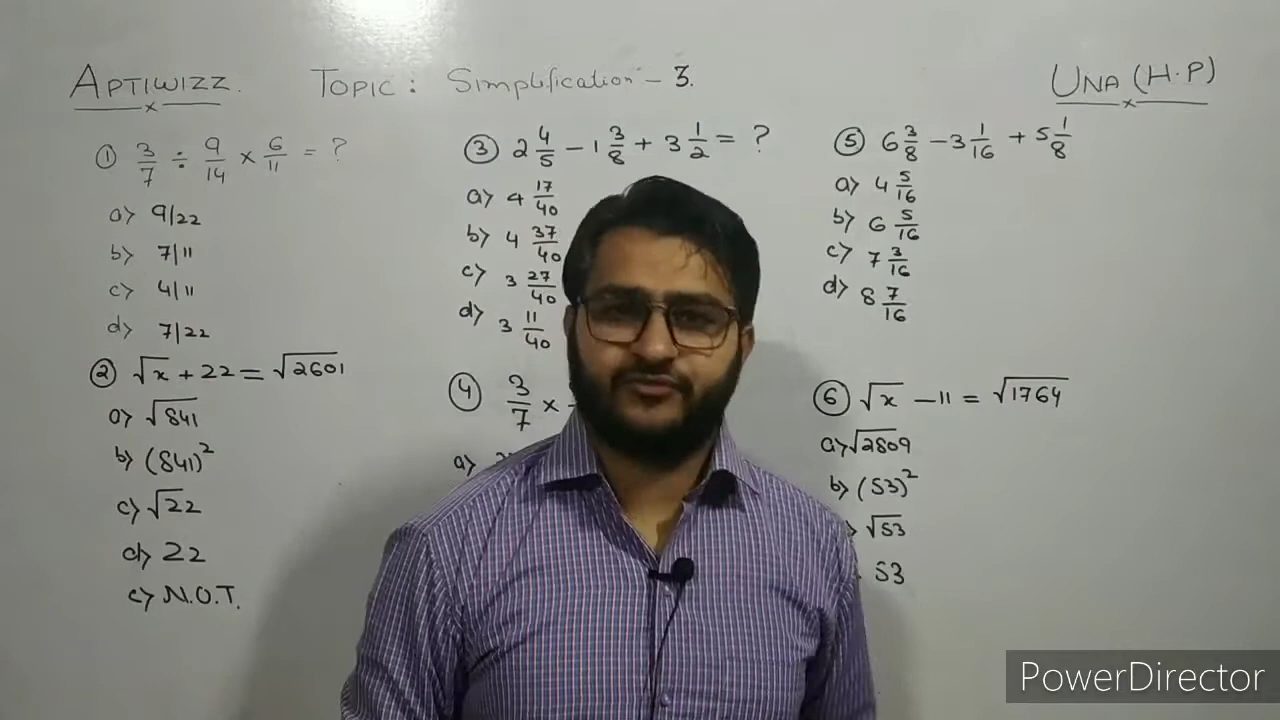 APTIWIZZ. TOPIC: Simplification - 3. UNA (H.P)
① 3/7 ÷ 9/14 × 6/11 = ?
a) 9/22
b) 7/11
c) 4/11
d) 7/22
② √x + 22 = √2601
a) √841
b) (841)²
c) √22
d) 22
e) N.O.T.
③ 2 4/5 - 1 3/8 + 3 1/2 = ?
a) 4 17/40
b) 4 37/40
c) 3 27/40
d) 3 11/40
④ 3/7 ×
a)
⑤ 6 3/8 - 3 1/16 + 5 1/8
a) 4 5/16
b) 6 5/16
c) 7 3/16
d) 8 7/16
⑥ √x - 11 = √1764
a) √2809
b) (53)²
√53
53
PowerDirector